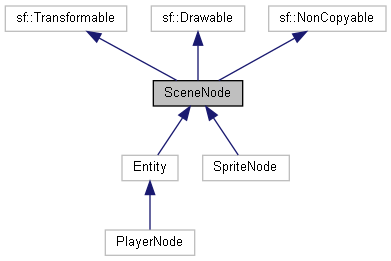 sf::Transformable
sf::Drawable
sf::NonCopyable
SceneNode
Entity
SpriteNode
PlayerNode